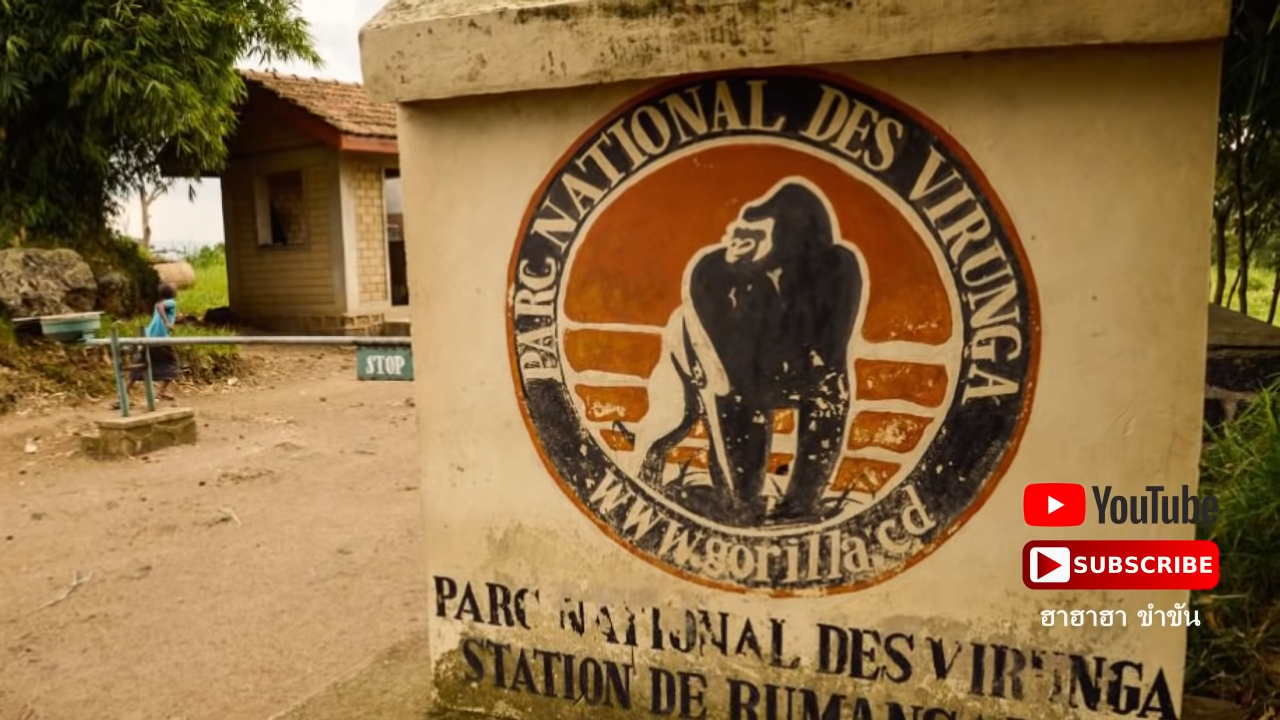 PARC NATIONAL DES VIRUNGA
www.gorilla.cd
STOP
YouTube
SUBSCRIBE
ฮาฮาฮา ขำขัน
PARC NATIONAL DES VIRUNGA
STATION DE